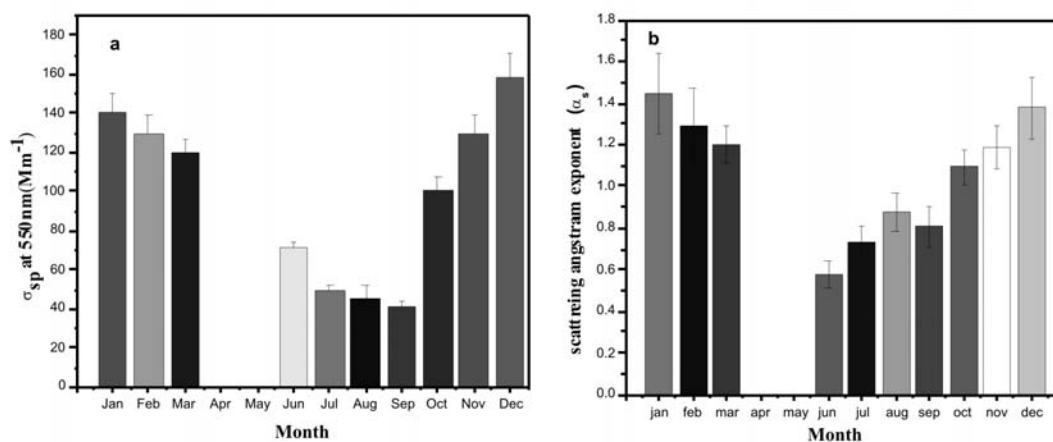 a
180
160
140
120
100
80
60
40
20
0
σsp at 550nm(Mm-1)
Jan Feb Mar Apr May Jun Jul Aug Sep Oct Nov Dec
Month
b
1.8
1.6
1.4
1.2
1.0
0.8
0.6
0.4
0.2
0.0
scattreing angstram exponent (αs)
jan feb mar apr may jun jul aug sep oct nov dec
Month